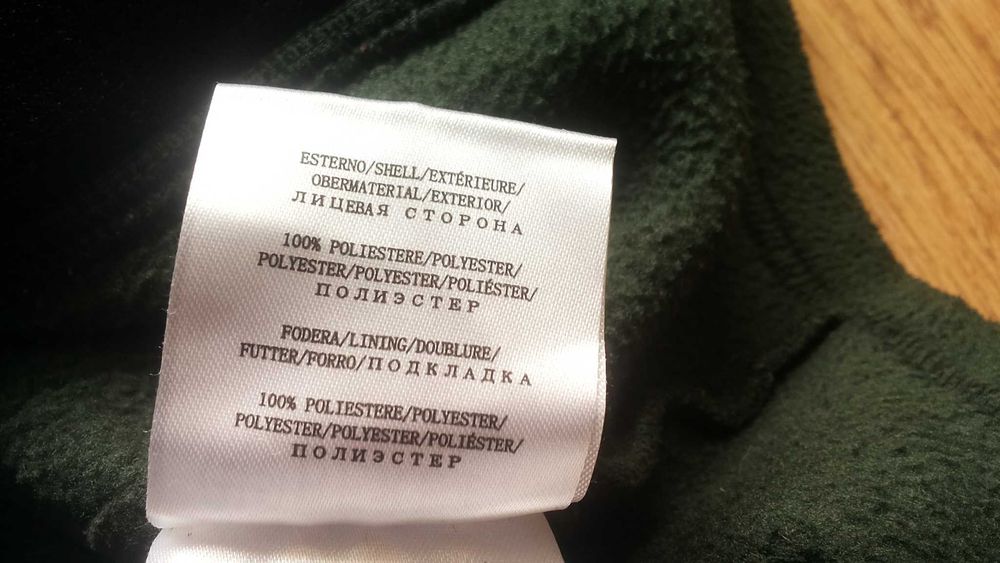 ESTERNO/SHELL/EXTÉRIEURE/
OBERMATERIAL/EXTERIOR/
ЛИЦЕВАЯ СТОРОНА
100% POLIESTERE/POLYESTER/
POLYESTER/POLYESTER/POLIÉSTER/
ПОЛИЭСТЕР
FODERA/LINING/DOUBLURE/
FUTTER/FORRO/ПОДКЛАДКА
100% POLIESTERE/POLYESTER/
POLYESTER/POLYESTER/POLIÉSTER/
ПОЛИЭСТЕР